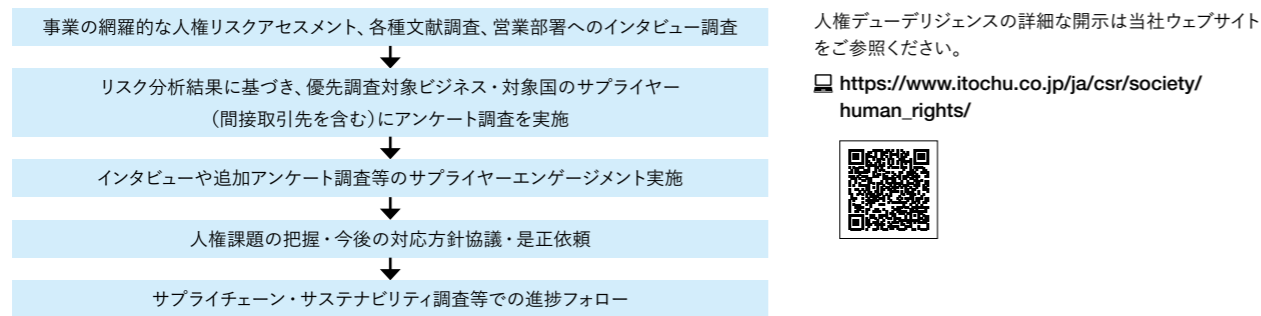 事業の網羅的な人権リスクアセスメント、各種文献調査、営業部署へのインタビュー調査
リスク分析結果に基づき、優先調査対象ビジネス・対象国のサプライヤー
（間接取引先を含む）にアンケート調査を実施
インタビューや追加アンケート調査等のサプライヤーエンゲージメント実施
人権課題の把握・今後の対応方針協議・是正依頼
サプライチェーン・サステナビリティ調査等での進捗フォロー
人権デューデリジェンスの詳細な開示は当社ウェブサイト
をご参照ください。
https://www.itochu.co.jp/ja/csr/society/
human_rights/